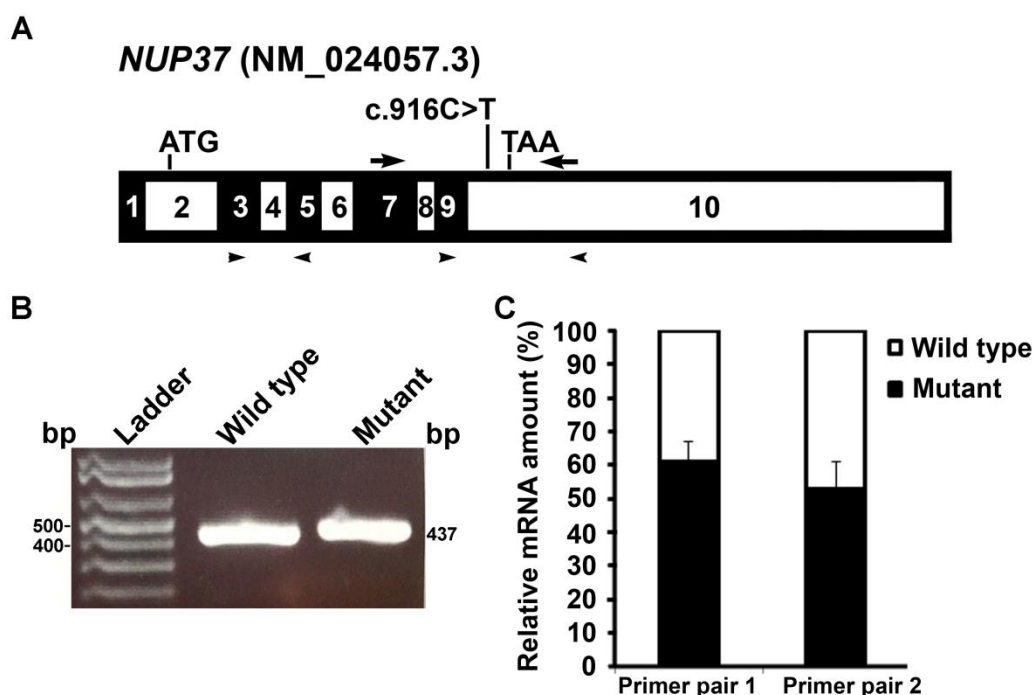 A
NUP37 (NM_024057.3)
c.916C>T
ATG
TAA
1 2 3 4 5 6 7 8 9 10
B
bp Ladder Wild type Mutant bp
500-
400-
437
C
Relative mRNA amount (%)
100
90
80
70
60
50
40
30
20
10
0
Wild type
Mutant
Primer pair 1 Primer pair 2